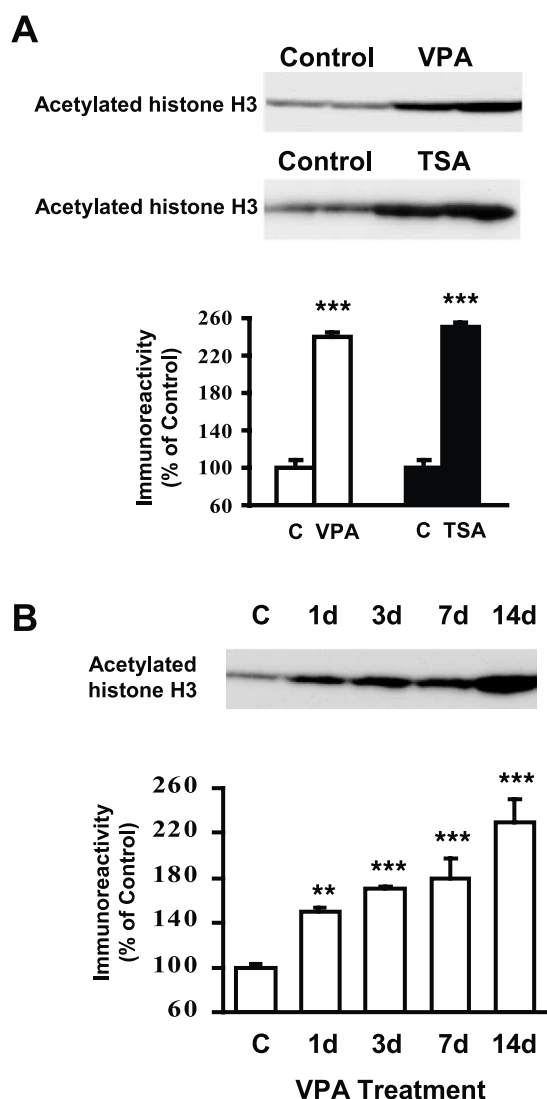 A
Control VPA
Acetylated histone H3
Control TSA
Acetylated histone H3
Immunoreactivity
(% of Control)
260
220
180
140
100
60
*** ***
C VPA C TSA
B
C 1d 3d 7d 14d
Acetylated
histone H3
Immunoreactivity
(% of Control)
260
220
180
140
100
60
** *** *** ***
C 1d 3d 7d 14d
VPA Treatment